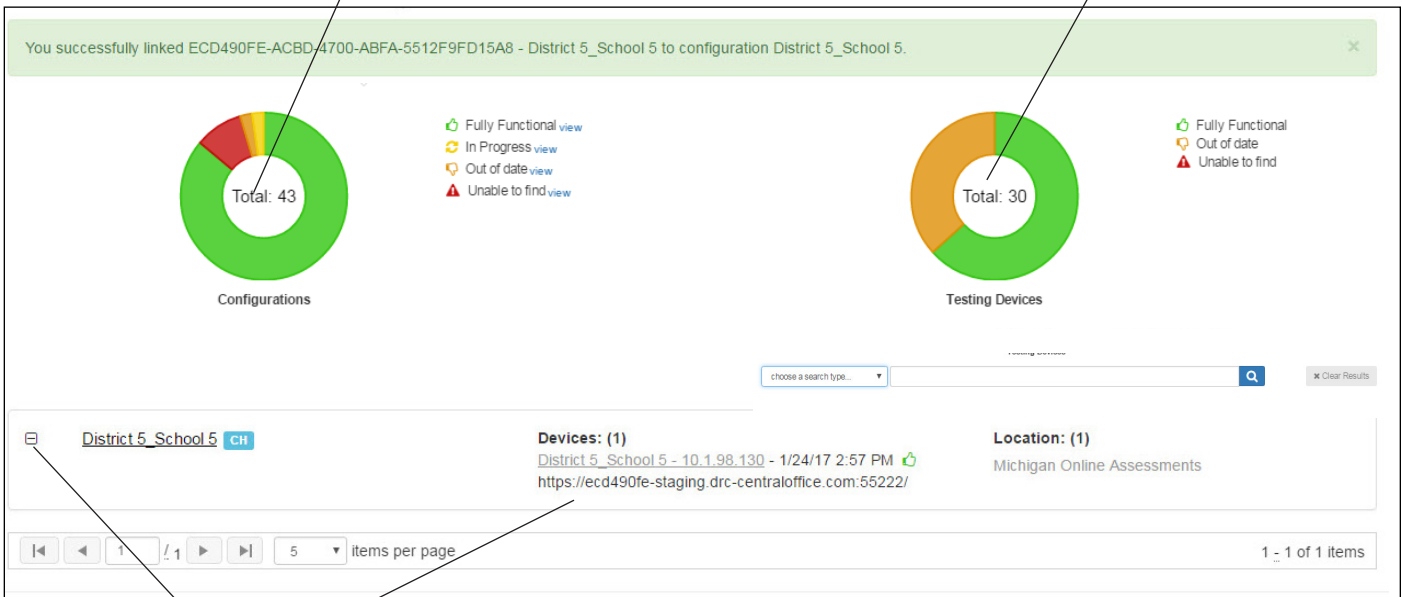 You successfully linked ECD490FE-ACBD-4700-ABFA-5512F9FD15A8 - District 5_School 5 to configuration District 5_School 5. ×
Total: 43
Fully Functional view
In Progress view
Out of date view
Unable to find view
Configurations
Total: 30
Fully Functional
Out of date
Unable to find
Testing Devices
Testing Devices
choose a search type... ▼
× Clear Results
District 5_School 5 CH
Devices: (1)
District 5_School 5 - 10.1.98.130 - 1/24/17 2:57 PM
https://ecd490fe-staging.drc-centraloffice.com:55222/
Location: (1)
Michigan Online Assessments
1 / 1 5 ▼ items per page 1 - 1 of 1 items